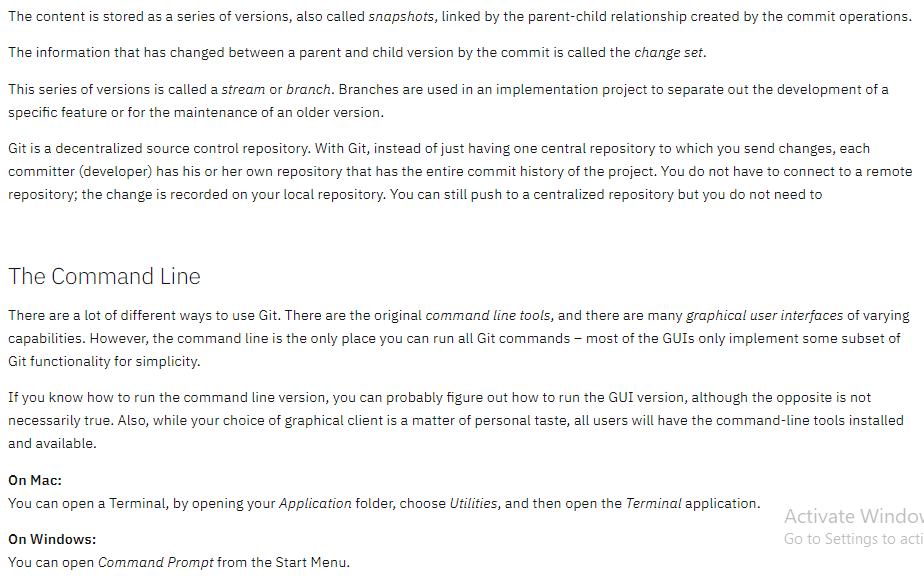 The content is stored as a series of versions, also called snapshots, linked by the parent-child relationship created by the commit operations.
The information that has changed between a parent and child version by the commit is called the change set.
This series of versions is called a stream or branch. Branches are used in an implementation project to separate out the development of a
specific feature or for the maintenance of an older version.
Git is a decentralized source control repository. With Git, instead of just having one central repository to which you send changes, each
committer (developer) has his or her own repository that has the entire commit history of the project. You do not have to connect to a remote
repository; the change is recorded on your local repository. You can still push to a centralized repository but you do not need to
The Command Line
There are a lot of different ways to use Git. There are the original command line tools, and there are many graphical user interfaces of varying
capabilities. However, the command line is the only place you can run all Git commands – most of the GUIs only implement some subset of
Git functionality for simplicity.
If you know how to run the command line version, you can probably figure out how to run the GUI version, although the opposite is not
necessarily true. Also, while your choice of graphical client is a matter of personal taste, all users will have the command-line tools installed
and available.
On Mac:
You can open a Terminal, by opening your Application folder, choose Utilities, and then open the Terminal application.
Activate Window
Go to Settings to acti
On Windows:
You can open Command Prompt from the Start Menu.